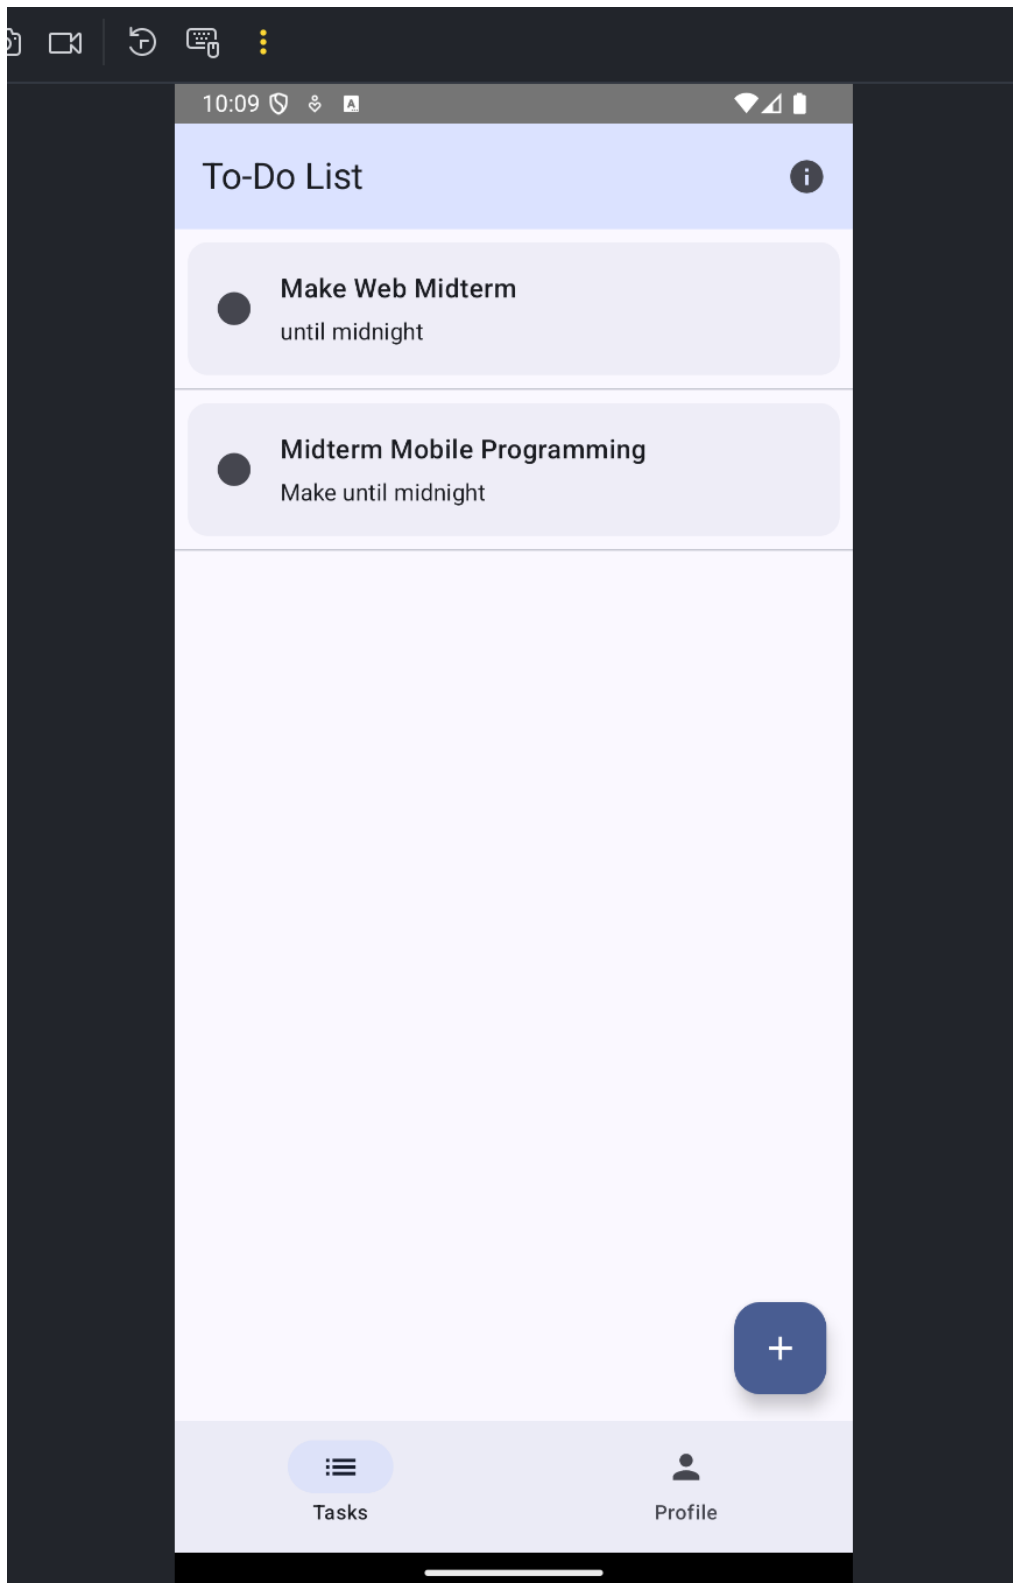 10:09
To-Do List
Make Web Midterm
until midnight
Midterm Mobile Programming
Make until midnight
Tasks
Profile